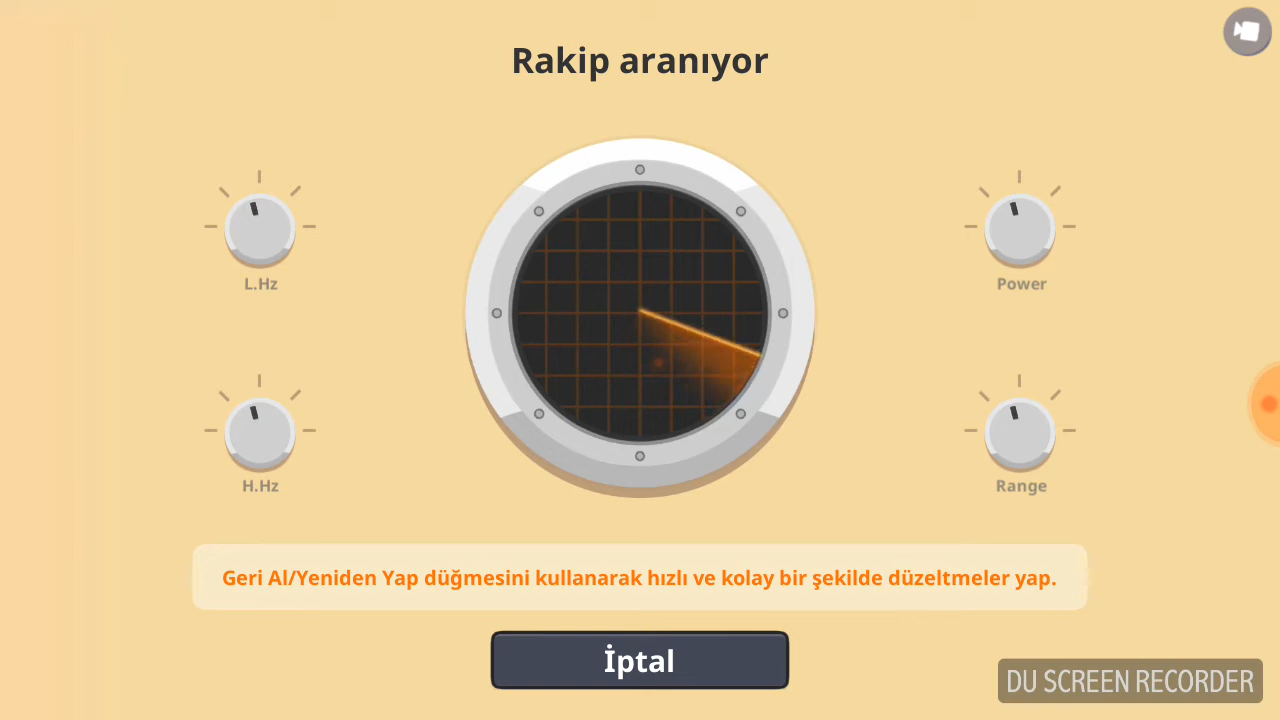 Rakip aranıyor
L.Hz
Power
H.Hz
Range
Geri Al/Yeniden Yap düğmesini kullanarak hızlı ve kolay bir şekilde düzeltmeler yap.
İptal
DU SCREEN RECORDER